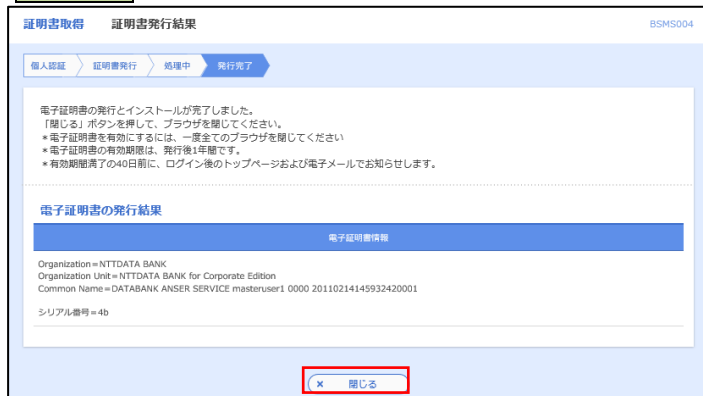 証明書取得 証明書発行結果 BSMS004
個人認証 証明書発行 処理中 発行完了
電子証明書の発行とインストールが完了しました。
「閉じる」ボタンを押して、ブラウザを閉じてください。
*電子証明書を有効にするには、一度全てのブラウザを閉じてください
*電子証明書の有効期限は、発行後1年間です。
*有効期間満了の40日前に、ログイン後のトップページおよび電子メールでお知らせします。
電子証明書の発行結果
電子証明書情報
Organization=NTTDATA BANK
Organization Unit=NTTDATA BANK for Corporate Edition
Common Name=DATABANK ANSER SERVICE masteruser1 0000 20110214145932420001
シリアル番号=4b
× 閉じる